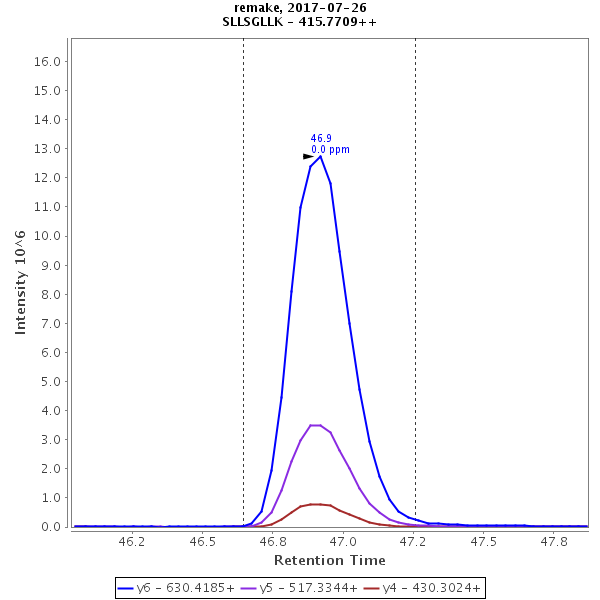 remake, 2017-07-26
SLLSGLLK - 415.7709++
16.0
15.0
14.0
13.0
12.0
11.0
10.0
9.0
8.0
7.0
6.0
5.0
4.0
3.0
2.0
1.0
0.0
Intensity 10^6
46.9
0.0 ppm
46.2 46.5 46.8 47.0 47.2 47.5 47.8
Retention Time
y6 - 630.4185+ y5 - 517.3344+ y4 - 430.3024+